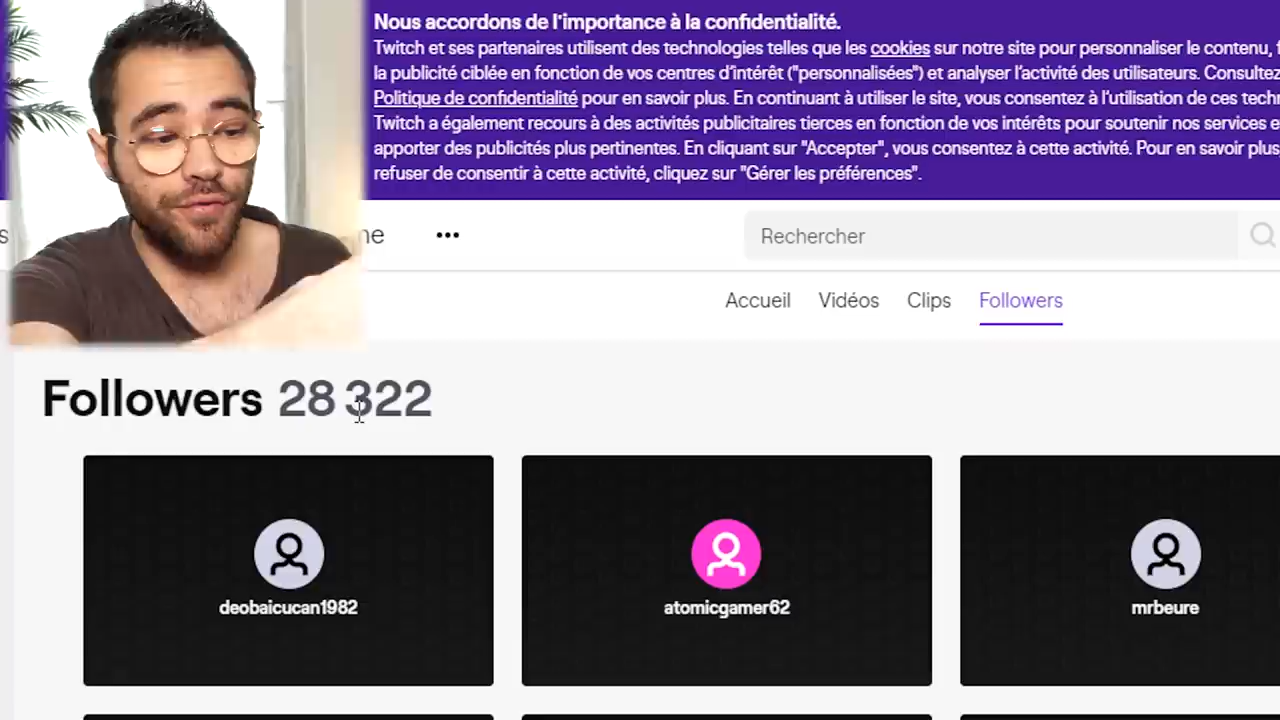 Nous accordons de l'importance à la confidentialité.
Twitch et ses partenaires utilisent des technologies telles que les cookies sur notre site pour personnaliser le contenu,
la publicité ciblée en fonction de vos centres d'intérêt ("personnalisées") et analyser l'activité des utilisateurs. Consultez
Politique de confidentialité pour en savoir plus. En continuant à utiliser le site, vous consentez à l'utilisation de ces
Twitch a également recours à des activités publicitaires tierces en fonction de vos intérêts pour soutenir nos services
apporter des publicités plus pertinentes. En cliquant sur "Accepter", vous consentez à cette activité. Pour en savoir plus
refuser de consentir à cette activité, cliquez sur "Gérer les préférences".
Rechercher
Accueil Vidéos Clips Followers
Followers 28 322
deobaicucan1982 atomicgamer62 mrbeure